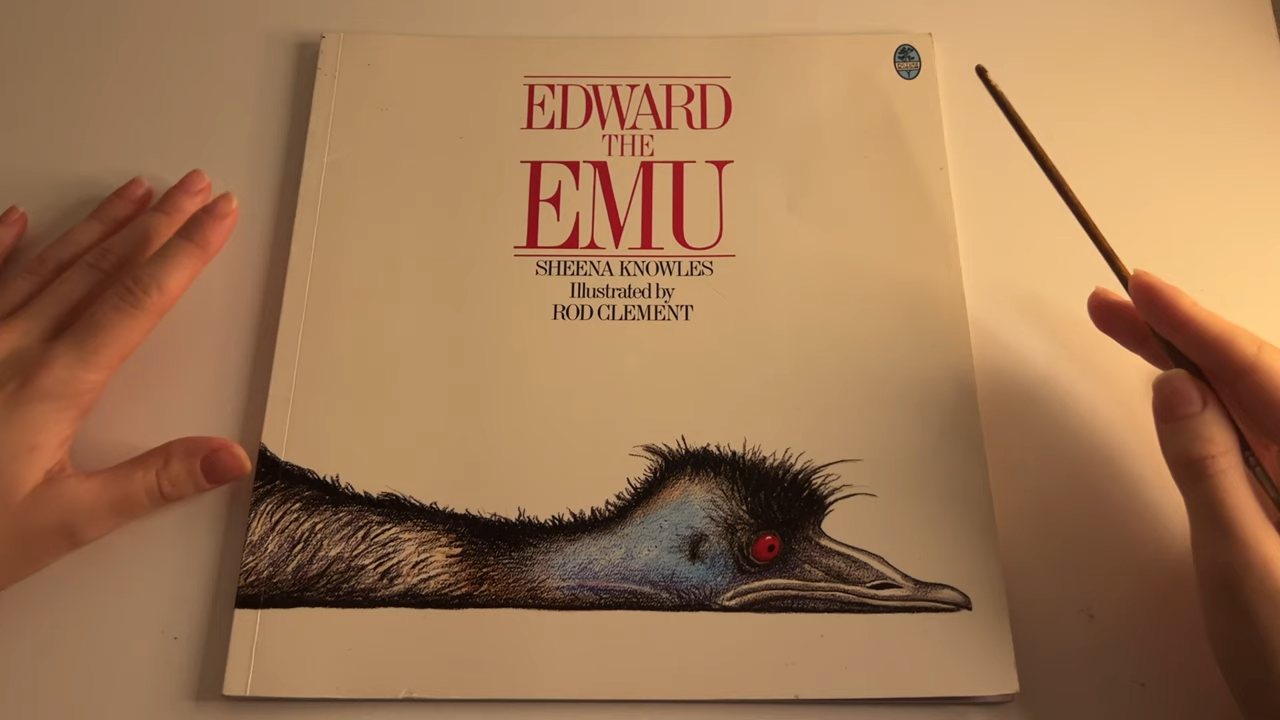 EDWARD
THE
EMU
SHEENA KNOWLES
Illustrated by
ROD CLEMENT